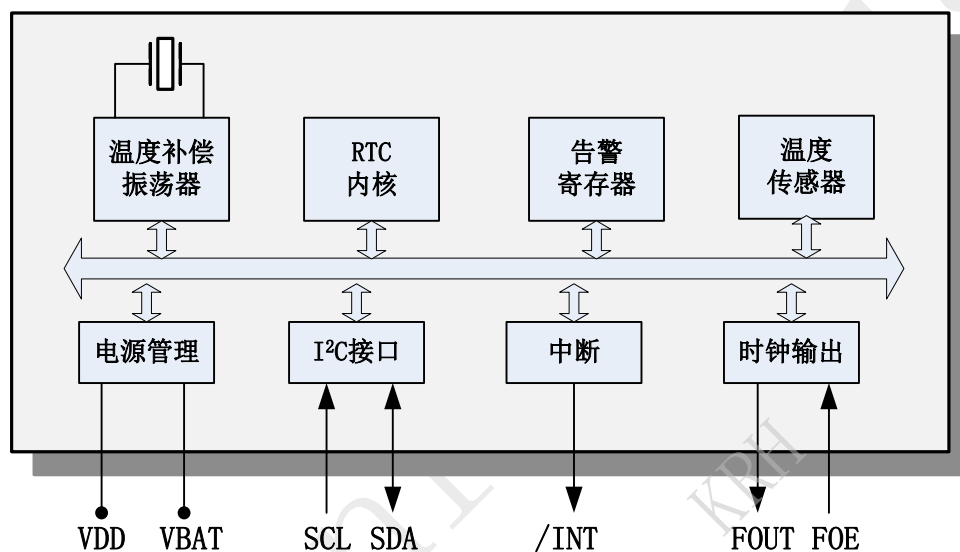 温度补偿
振荡器
RTC
内核
告警
寄存器
温度
传感器
电源管理
I²C接口
中断
时钟输出
VDD VBAT SCL SDA /INT FOUT FOE
KRH